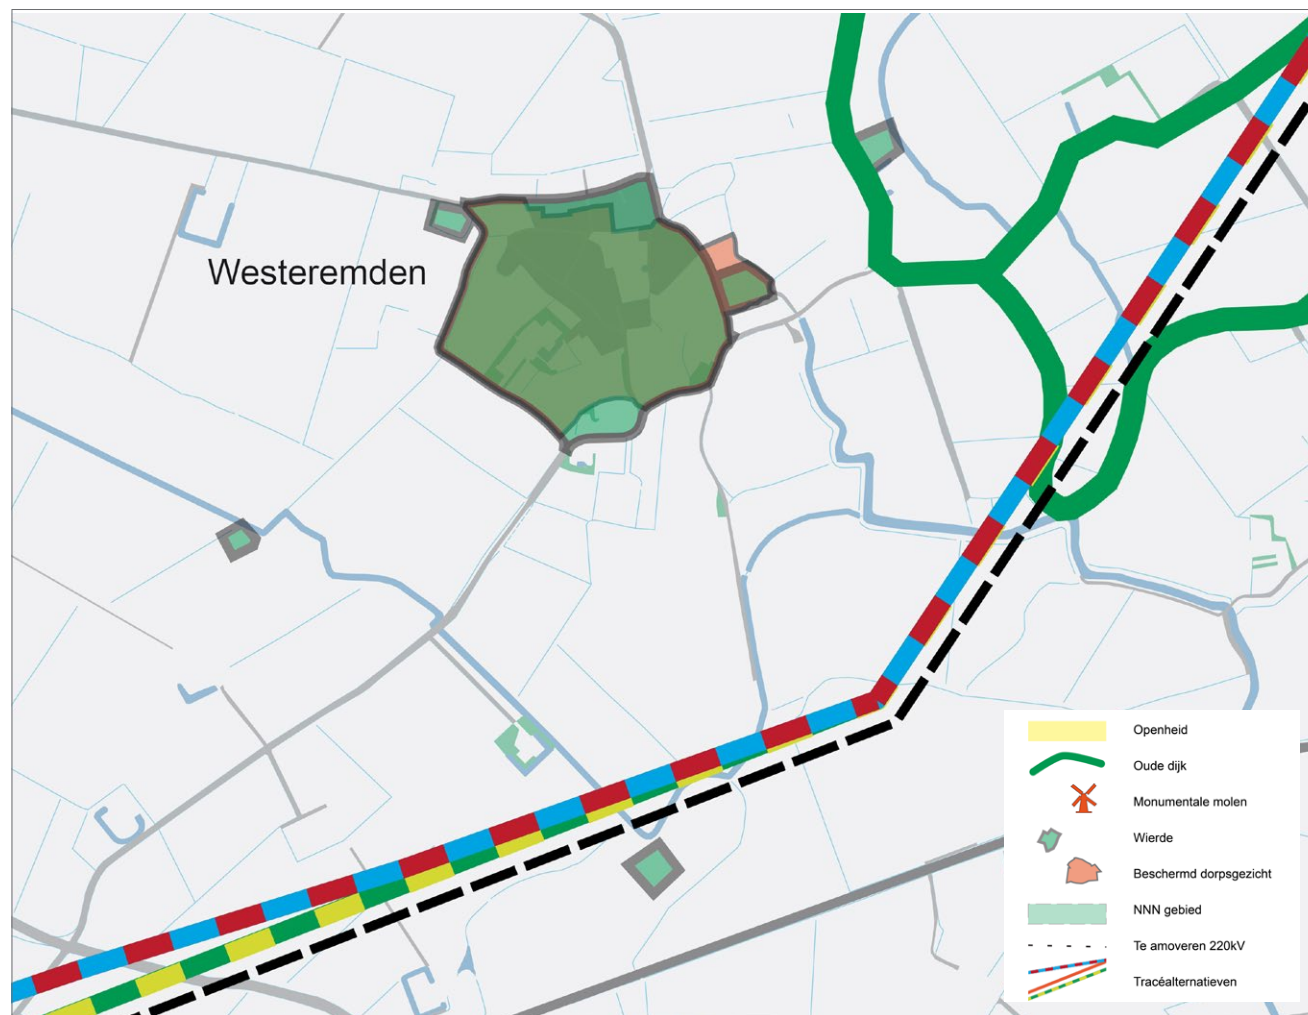 Westeremden
Openheid
Oude dijk
Monumentale molen
Wierde
Beschermd dorpsgezicht
NNN gebied
Te amoveren 220kV
Tracéalternatieven